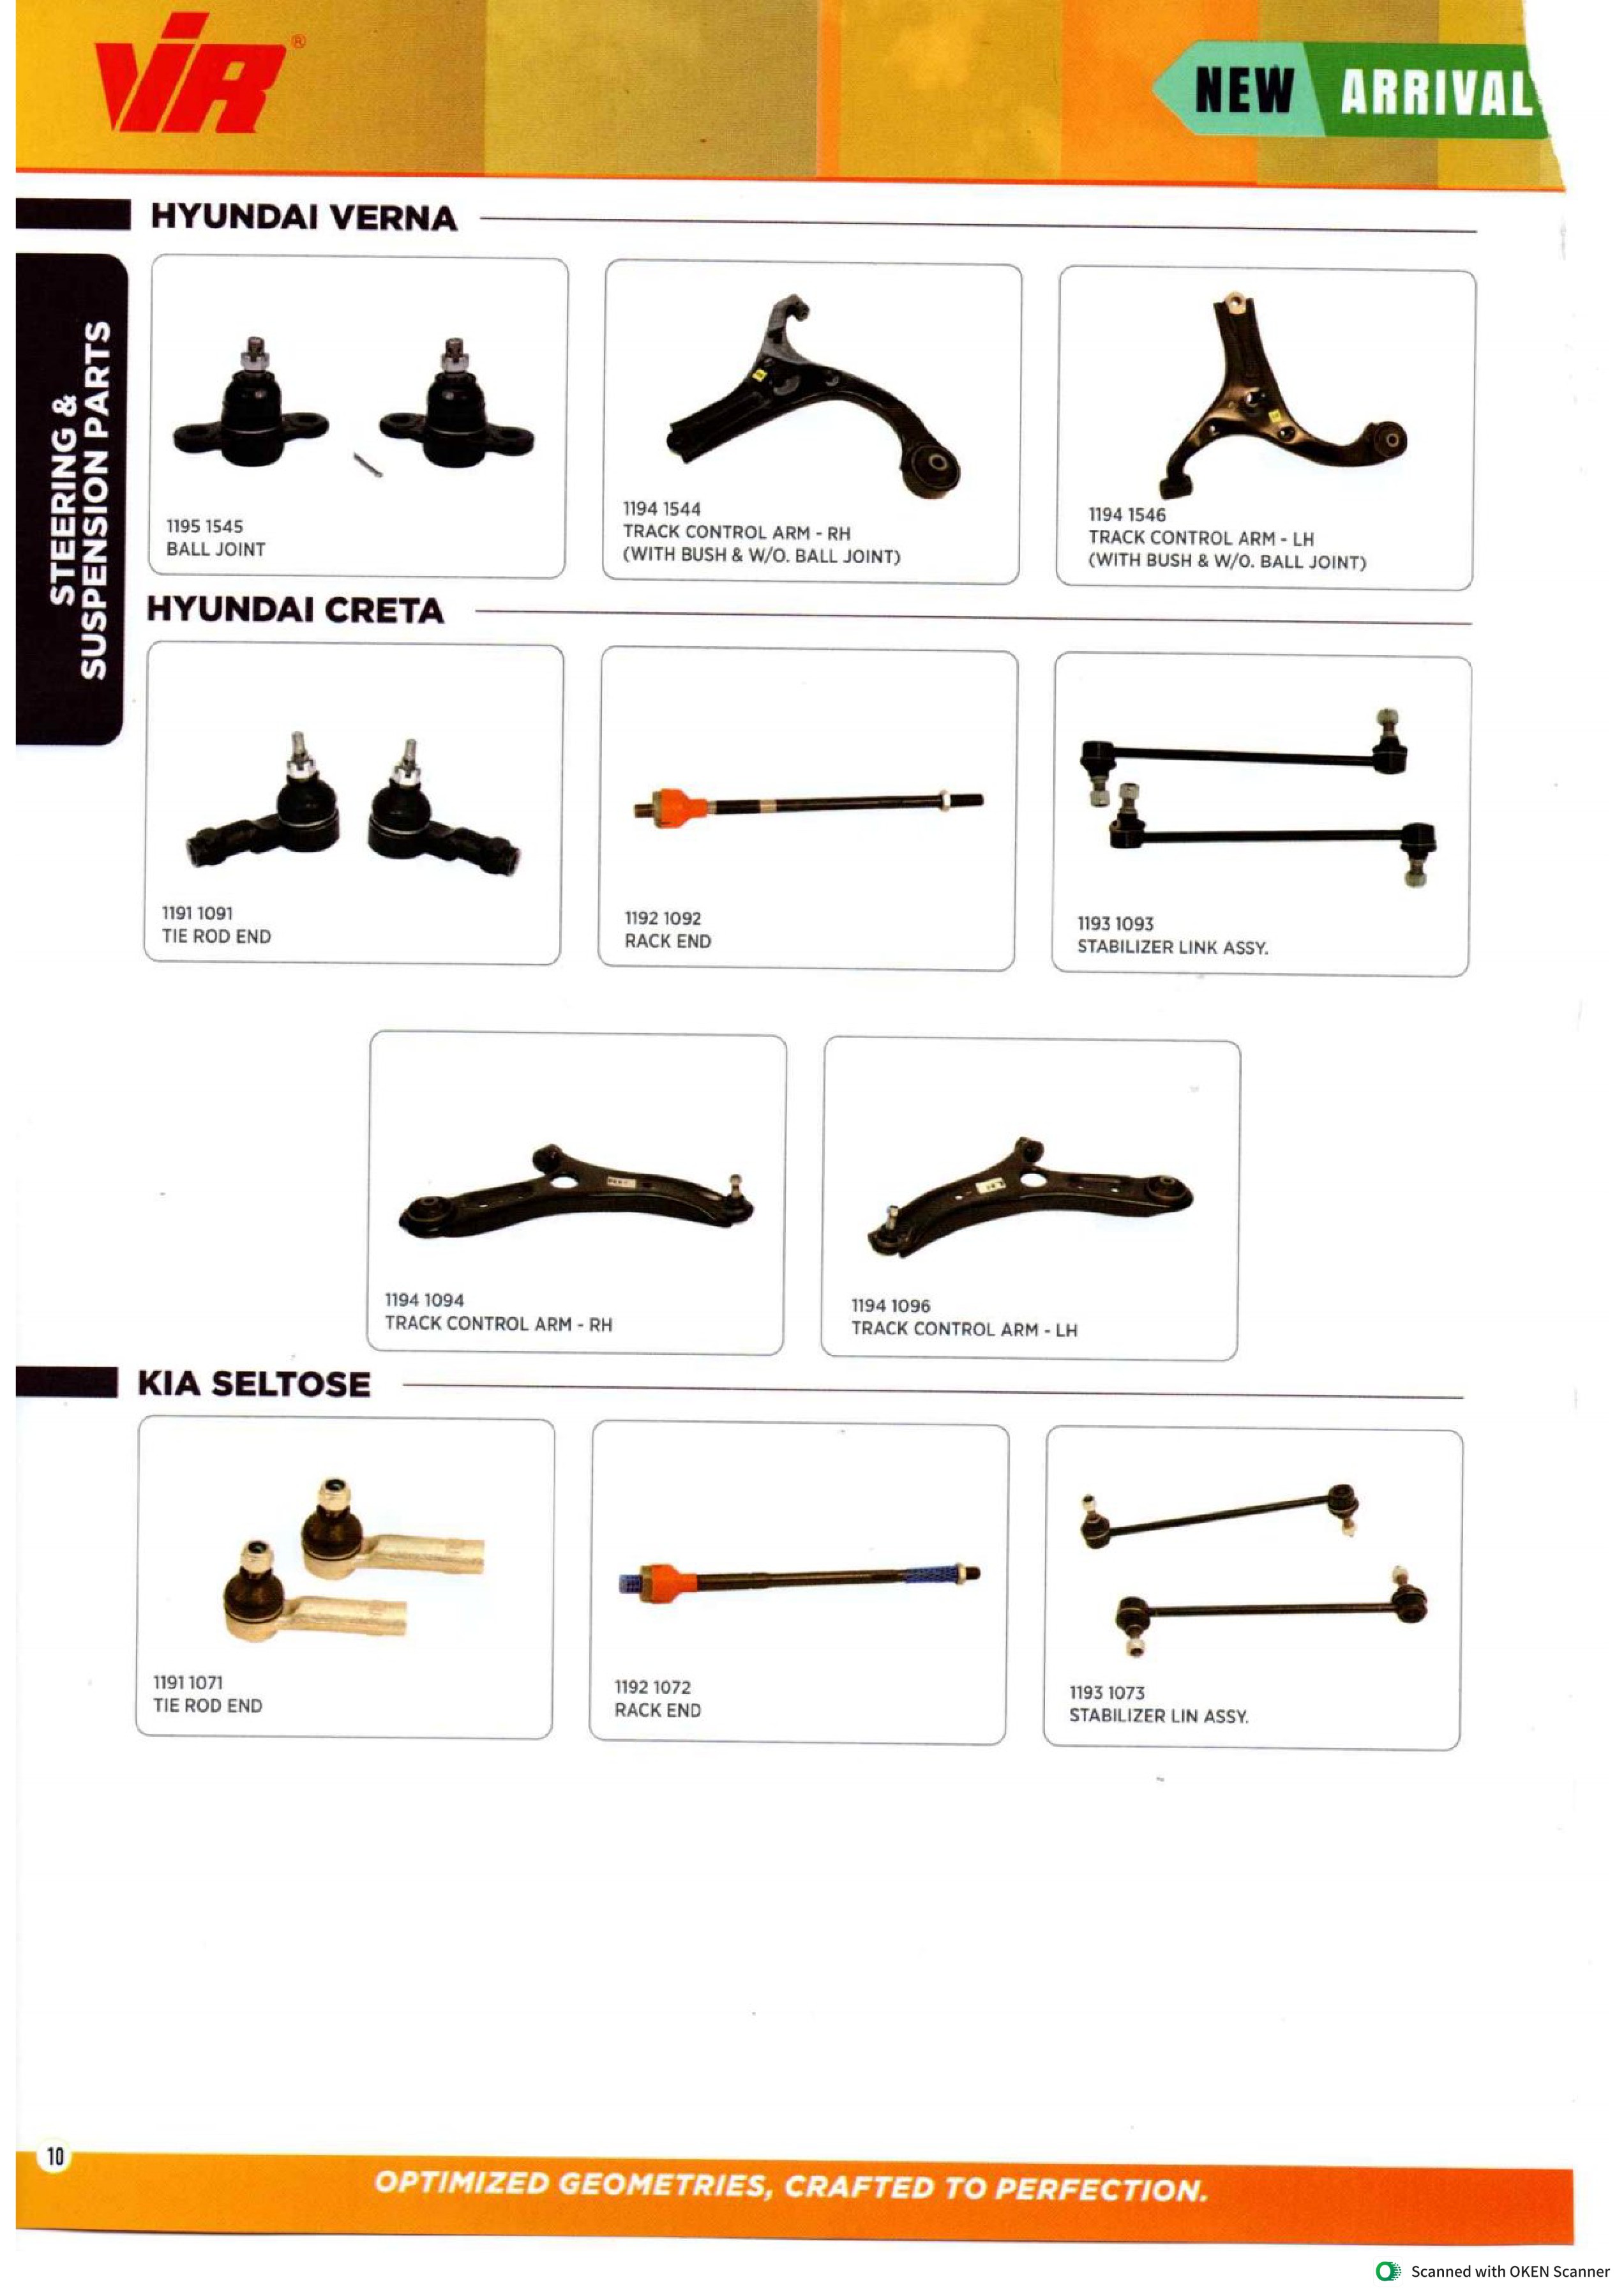 VIR®
NEW ARRIVAL
STEERING &
SUSPENSION PARTS
HYUNDAI VERNA
1195 1545
BALL JOINT
1194 1544
TRACK CONTROL ARM - RH
(WITH BUSH & W/O. BALL JOINT)
1194 1546
TRACK CONTROL ARM - LH
(WITH BUSH & W/O. BALL JOINT)
HYUNDAI CRETA
1191 1091
TIE ROD END
1192 1092
RACK END
1193 1093
STABILIZER LINK ASSY.
1194 1094
TRACK CONTROL ARM - RH
1194 1096
TRACK CONTROL ARM - LH
KIA SELTOSE
1191 1071
TIE ROD END
1192 1072
RACK END
1193 1073
STABILIZER LIN ASSY.
10
OPTIMIZED GEOMETRIES, CRAFTED TO PERFECTION.
Scanned with OKEN Scanner